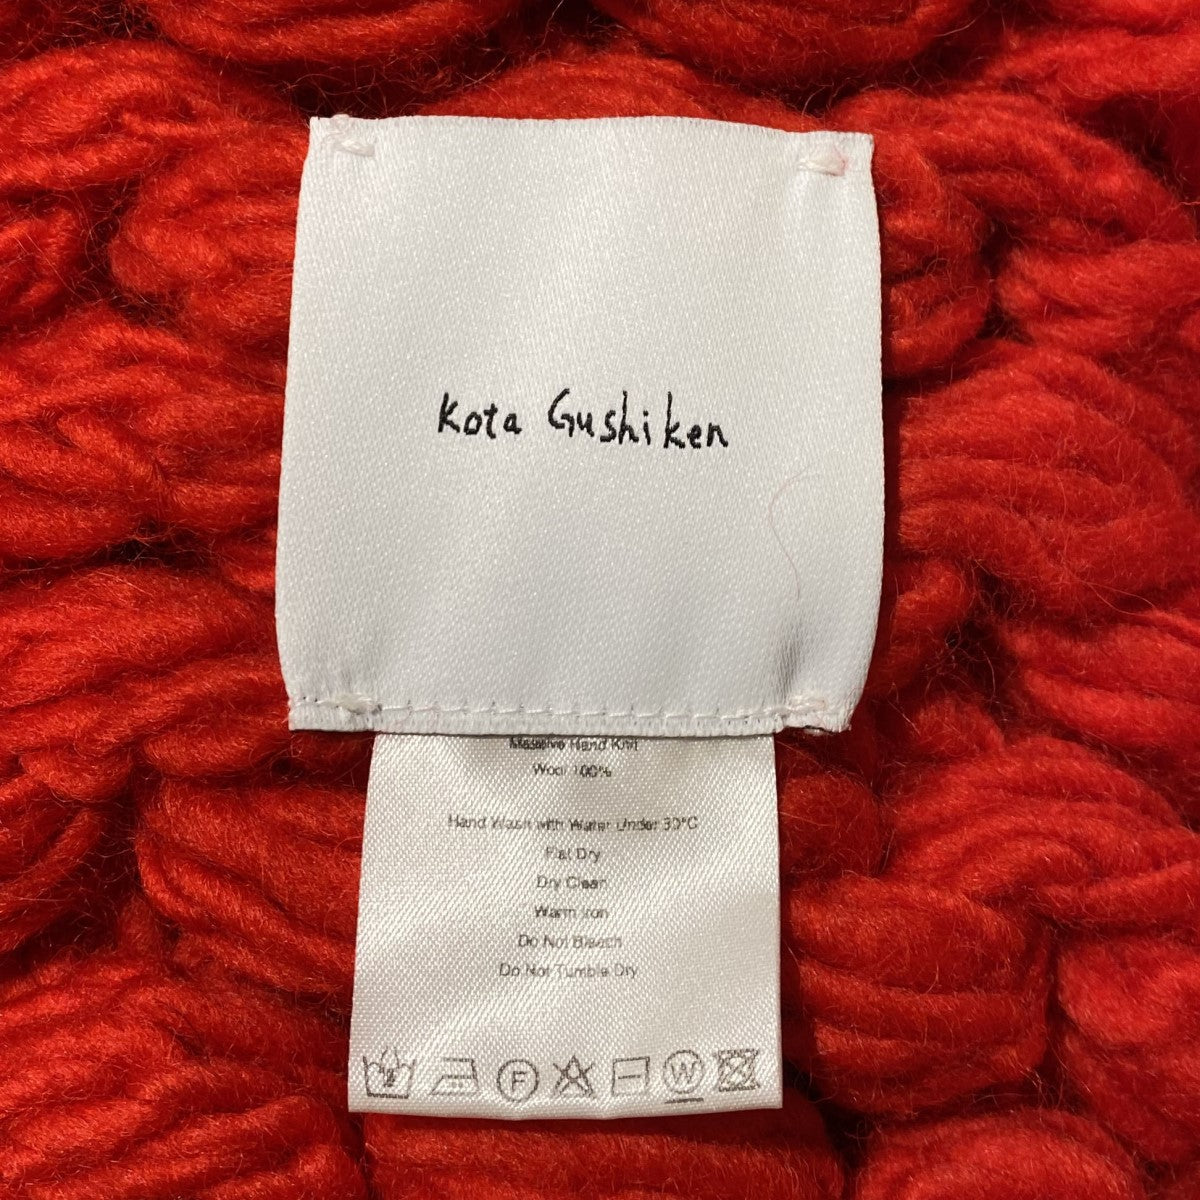 Kota Gushiken
Massive Hand Knit
Wool 100%
Hand Wash with Water Under 30°C
Flat Dry
Dry Clean
Warm Iron
Do Not Bleach
Do Not Tumble Dry
F W